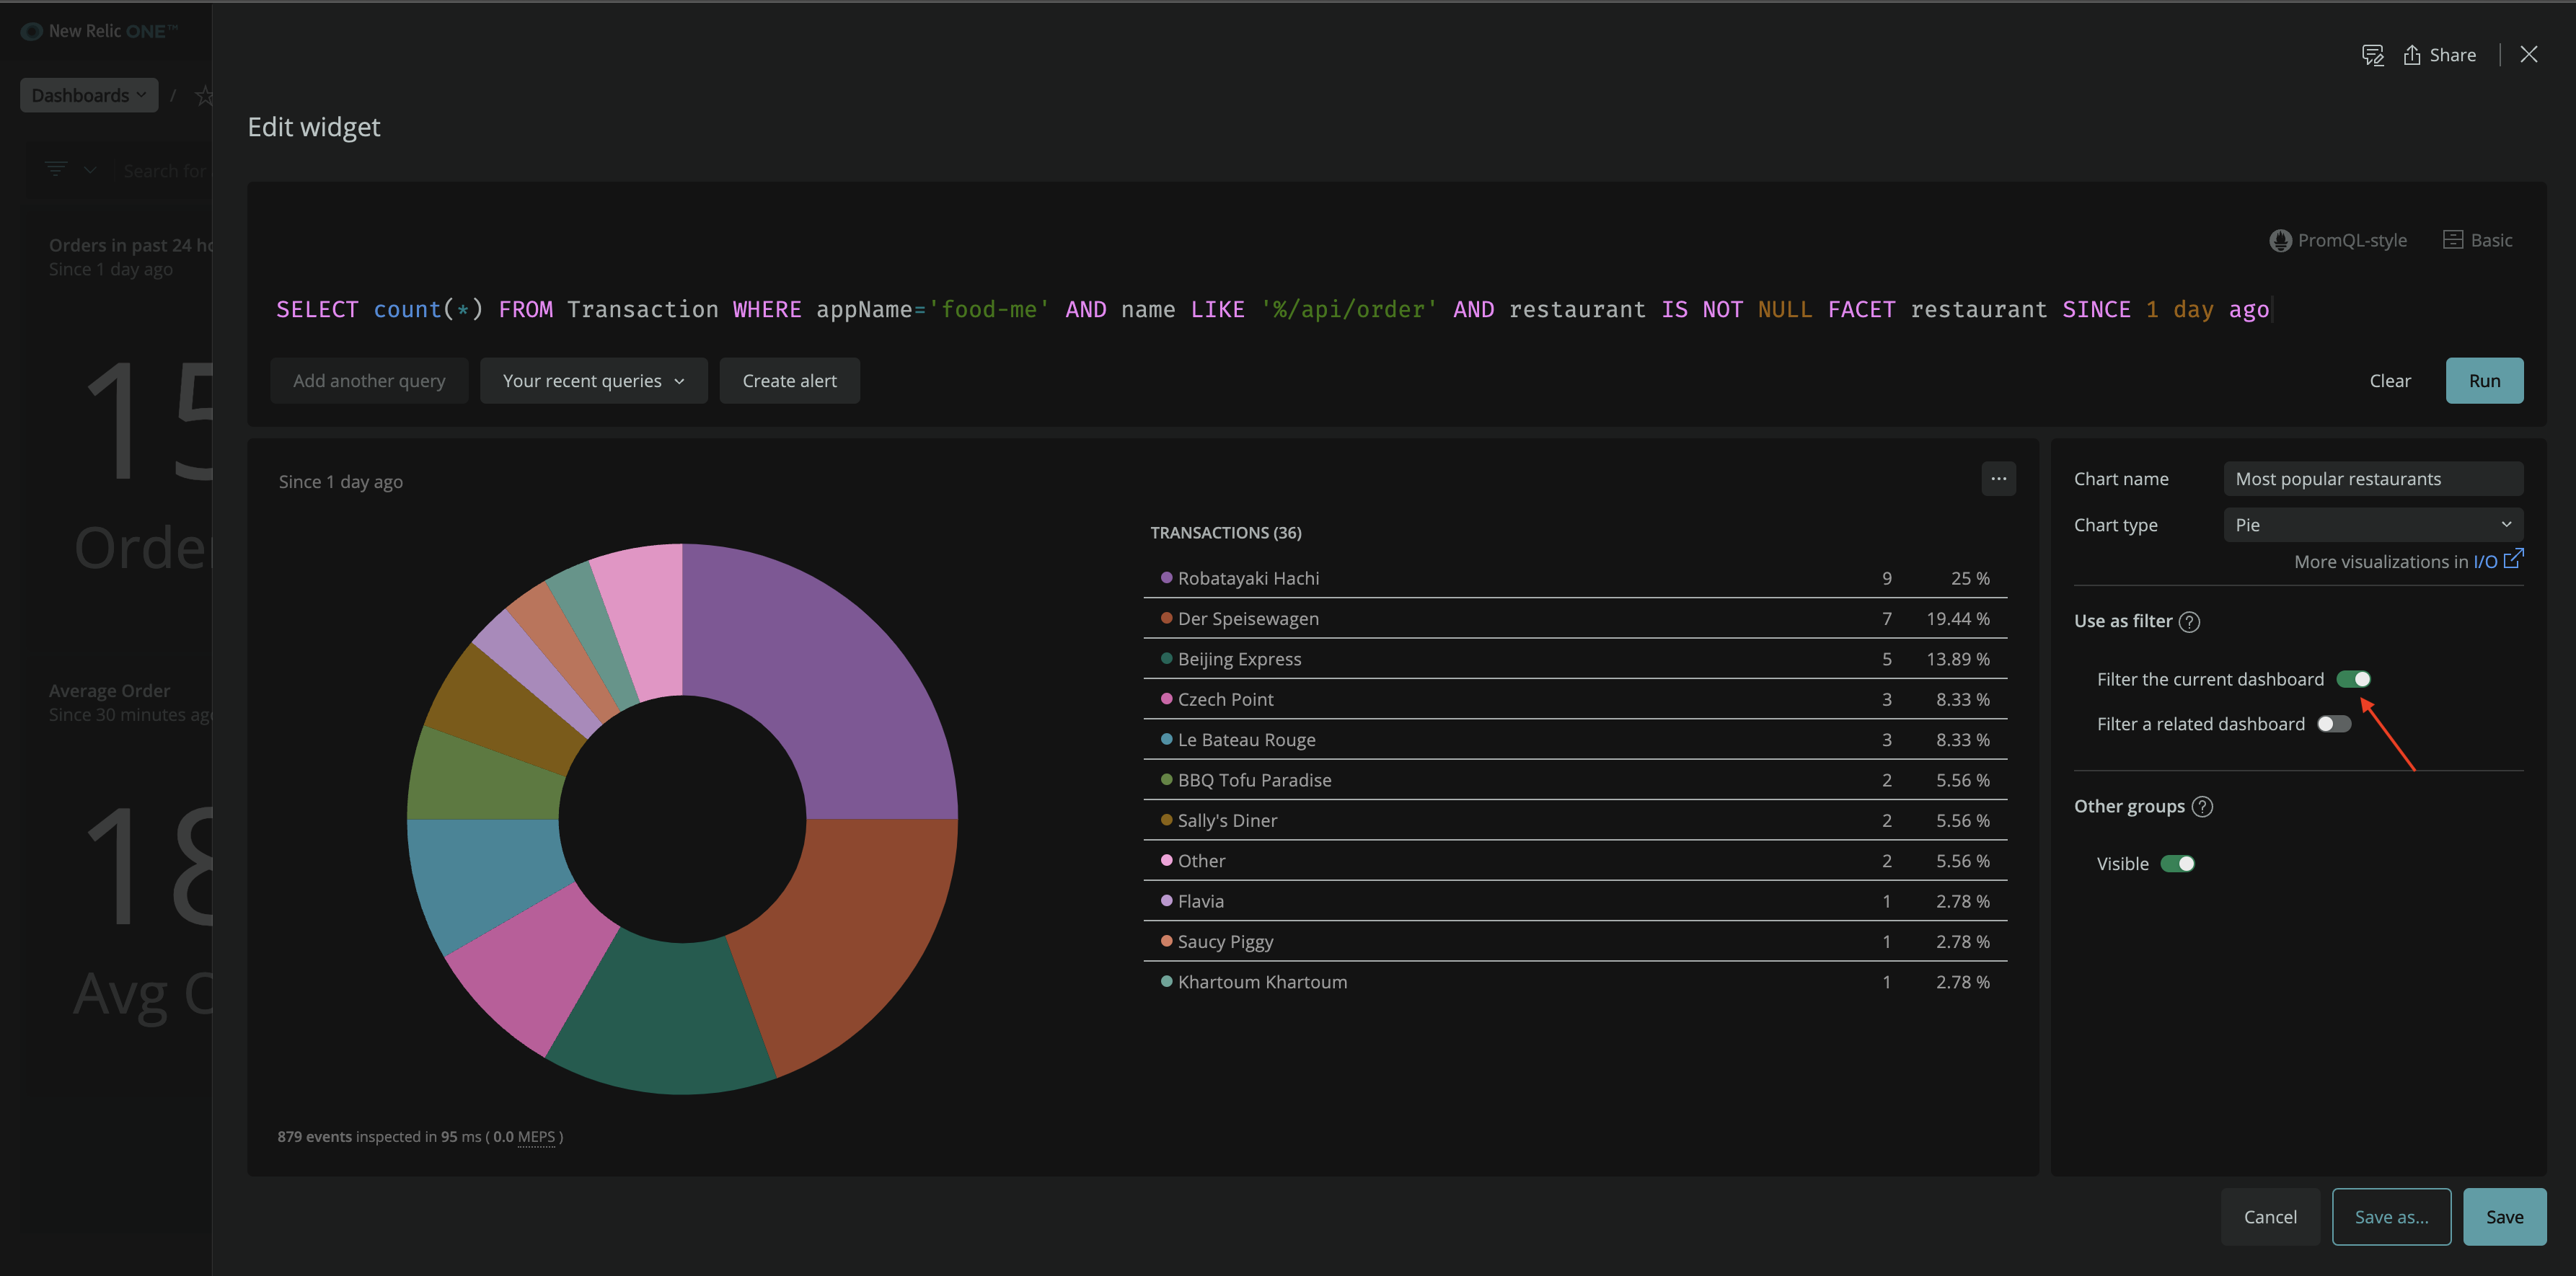 New Relic ONE™
Share
Dashboards /
Edit widget
Search for
PromQL-style Basic
Orders in past 24 ho
Since 1 day ago
SELECT count(*) FROM Transaction WHERE appName='food-me' AND name LIKE '%/api/order' AND restaurant IS NOT NULL FACET restaurant SINCE 1 day ago
15
Order
Add another query Your recent queries Create alert Clear Run
Since 1 day ago
...
TRANSACTIONS (36)
Robatayaki Hachi 9 25 %
Der Speisewagen 7 19.44 %
Beijing Express 5 13.89 %
Czech Point 3 8.33 %
Le Bateau Rouge 3 8.33 %
BBQ Tofu Paradise 2 5.56 %
Sally's Diner 2 5.56 %
Other 2 5.56 %
Flavia 1 2.78 %
Saucy Piggy 1 2.78 %
Khartoum Khartoum 1 2.78 %
879 events inspected in 95 ms ( 0.0 MEPS )
Chart name Most popular restaurants
Chart type Pie
More visualizations in I/O
Use as filter ?
Filter the current dashboard
Filter a related dashboard
Other groups ?
Visible
Average Order
Since 30 minutes ago
18
Avg O
Cancel Save as... Save